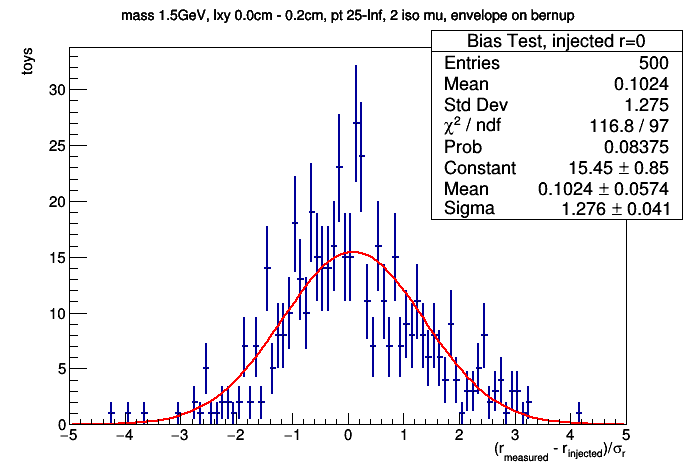 mass 1.5GeV, lxy 0.0cm - 0.2cm, pt 25-Inf, 2 iso mu, envelope on bernup
Bias Test, injected r=0
Entries 500
Mean 0.1024
Std Dev 1.275
χ² / ndf 116.8 / 97
Prob 0.08375
Constant 15.45 ± 0.85
Mean 0.1024 ± 0.0574
Sigma 1.276 ± 0.041
toys
30
25
20
15
10
5
0
−5 −4 −3 −2 −1 0 1 2 3 4 5
(r_measured - r_injected)/σ_r